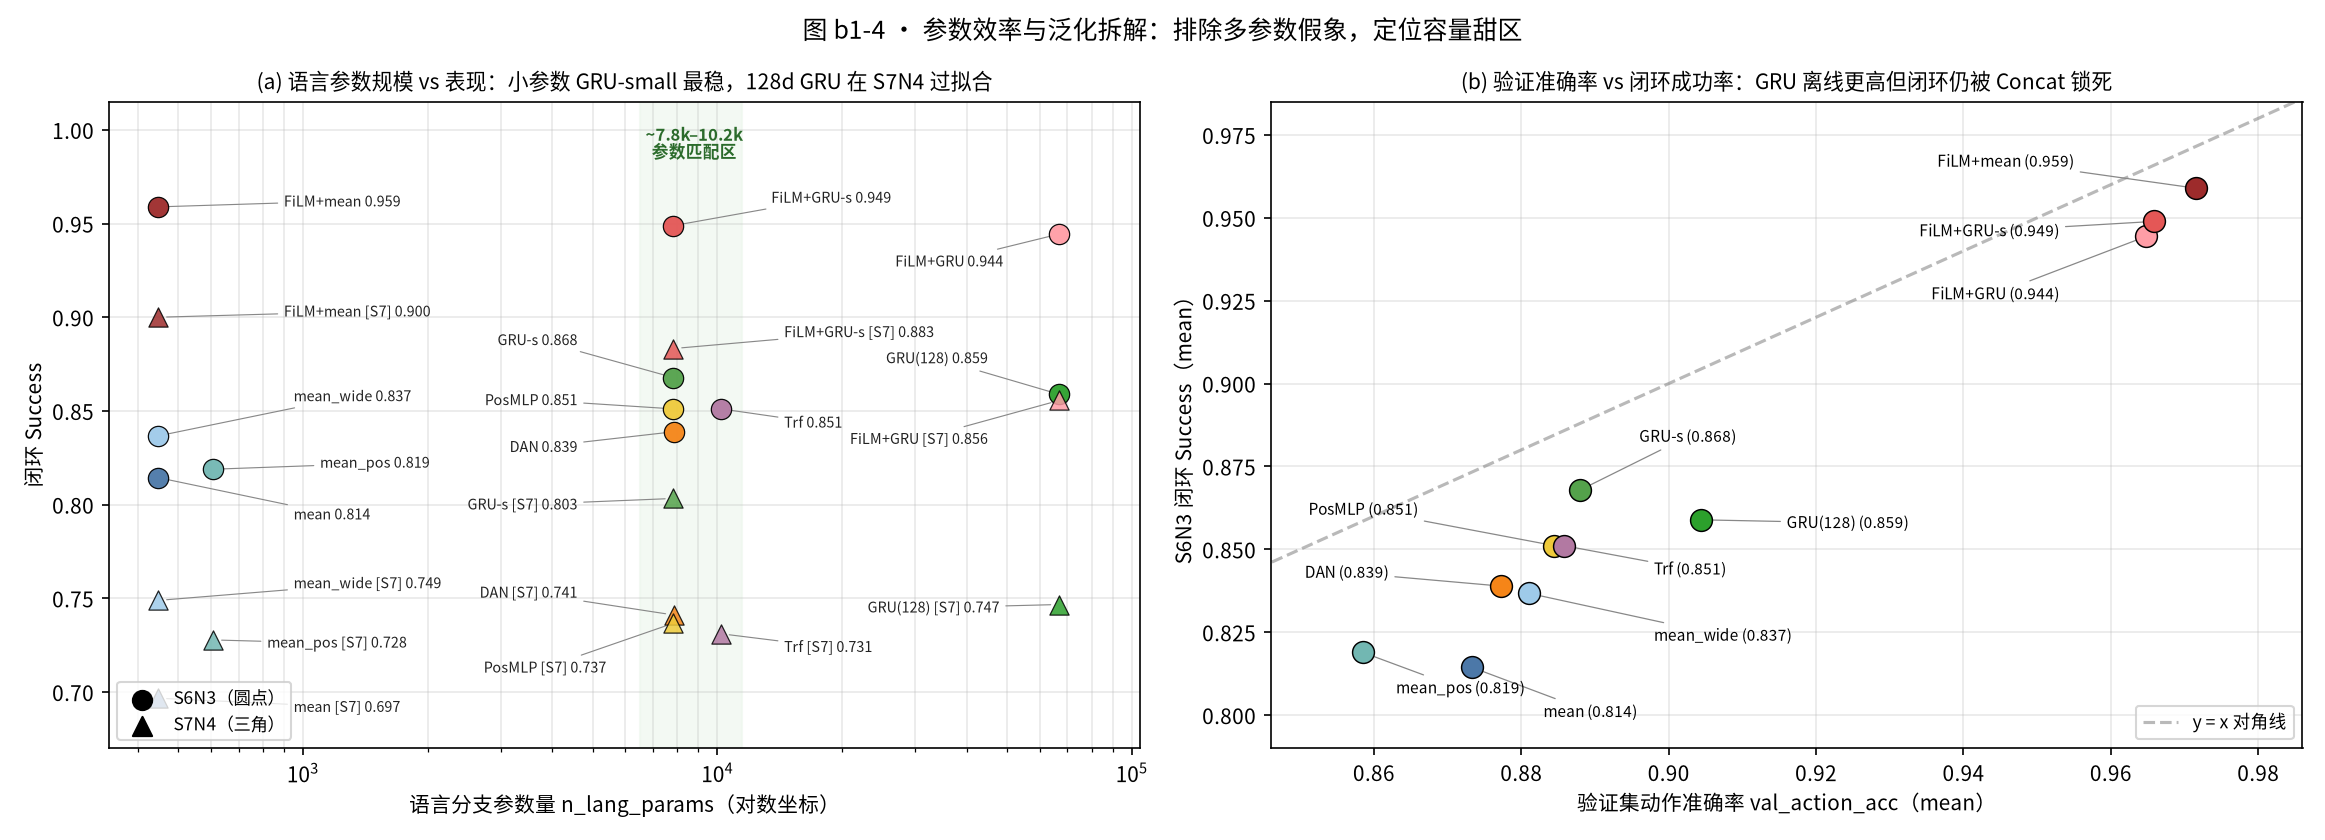 图 b1-4 · 参数效率与泛化拆解：排除多参数假象，定位容量甜区
(a) 语言参数规模 vs 表现：小参数 GRU-small 最稳，128d GRU 在 S7N4 过拟合
~7.8k–10.2k
参数匹配区
FiLM+mean 0.959
FiLM+GRU-s 0.949
FiLM+GRU 0.944
FiLM+mean [S7] 0.900
FiLM+GRU-s [S7] 0.883
GRU-s 0.868
GRU(128) 0.859
mean_wide 0.837
PosMLP 0.851
Trf 0.851
FiLM+GRU [S7] 0.856
DAN 0.839
mean_pos 0.819
mean 0.814
GRU-s [S7] 0.803
mean_wide [S7] 0.749
DAN [S7] 0.741
GRU(128) [S7] 0.747
mean_pos [S7] 0.728
Trf [S7] 0.731
PosMLP [S7] 0.737
mean [S7] 0.697
S6N3（圆点）
S7N4（三角）
1.00
0.95
0.90
0.85
0.80
0.75
0.70
闭环 Success
10³
10⁴
10⁵
语言分支参数量 n_lang_params（对数坐标）
(b) 验证准确率 vs 闭环成功率：GRU 离线更高但闭环仍被 Concat 锁死
FiLM+mean (0.959)
FiLM+GRU-s (0.949)
FiLM+GRU (0.944)
GRU-s (0.868)
PosMLP (0.851)
GRU(128) (0.859)
Trf (0.851)
DAN (0.839)
mean_wide (0.837)
mean_pos (0.819)
mean (0.814)
y = x 对角线
0.975
0.950
0.925
0.900
0.875
0.850
0.825
0.800
S6N3 闭环 Success（mean）
0.86
0.88
0.90
0.92
0.94
0.96
0.98
验证集动作准确率 val_action_acc（mean）